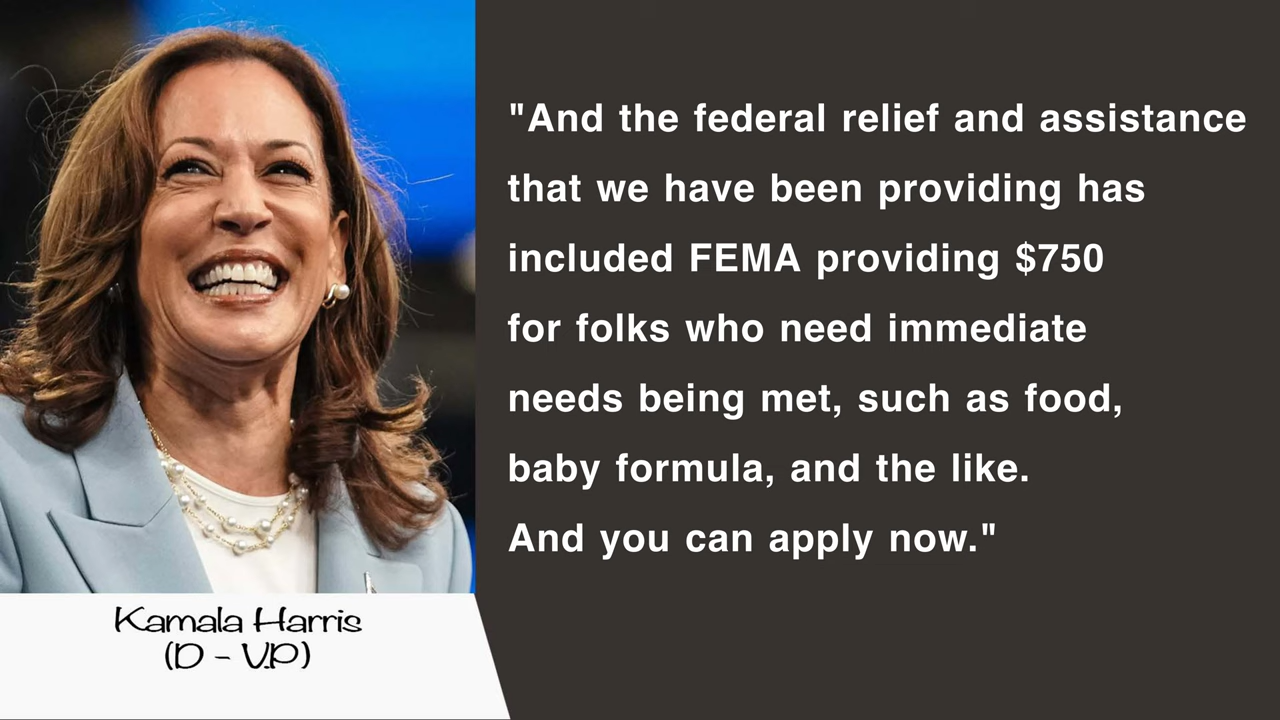 "And the federal relief and assistance
that we have been providing has
included FEMA providing $750
for folks who need immediate
needs being met, such as food,
baby formula, and the like.
And you can apply now."
Kamala Harris
(D - V.P)